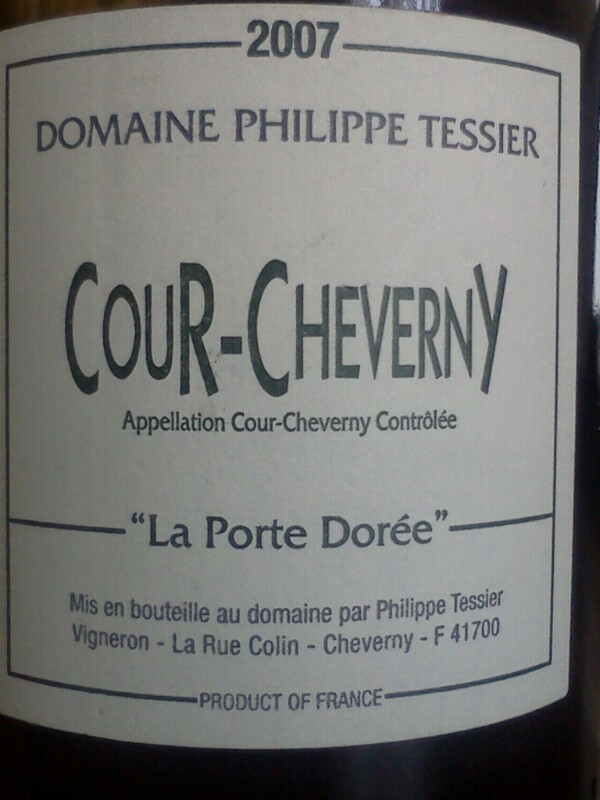 2007
DOMAINE PHILIPPE TESSIER
COUR-CHEVERNY
Appellation Cour-Cheverny Contrôlée
"La Porte Dorée"
Mis en bouteille au domaine par Philippe Tessier
Vigneron - La Rue Colin - Cheverny - F 41700
PRODUCT OF FRANCE